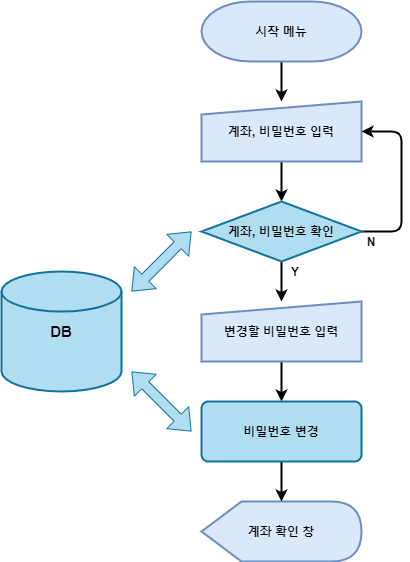 시작 메뉴
계좌, 비밀번호 입력
계좌, 비밀번호 확인
N
Y
DB
변경할 비밀번호 입력
비밀번호 변경
계좌 확인 창